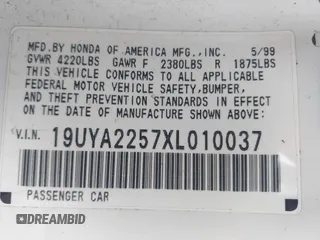 MFD.BY HONDA OF AMERICA MFG.,INC. 5/99
GVWR 4220LBS GAWR F 2380LBS R 1875LBS
THIS VEHICLE CONFORMS TO ALL APPLICABLE
FEDERAL MOTOR VEHICLE SAFETY,BUMPER,
AND THEFT PREVENTION STANDARDS IN EFFECT
ON THE DATE OF MANUFACTURE SHOWN ABOVE.
V.I.N. 19UYA2257XL010037
PASSENGER CAR
DREAMBID